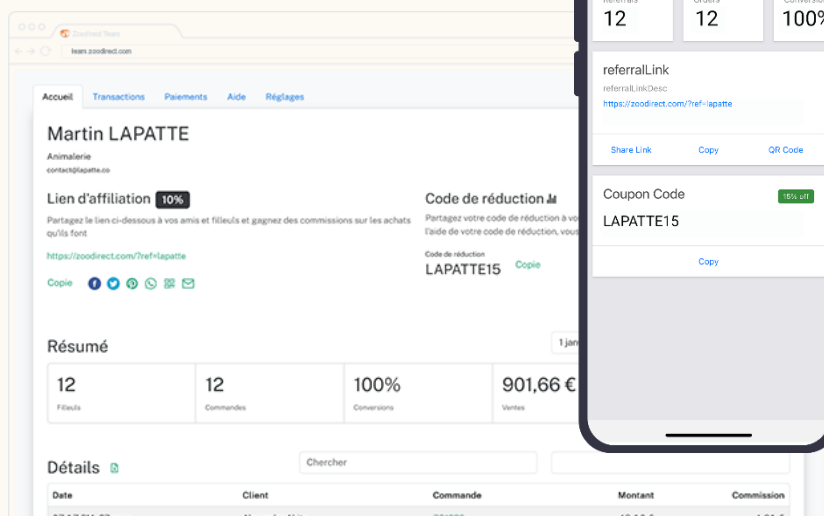 Zoodirect Team
team.zoodirect.com
Accueil
Transactions
Paiements
Aide
Réglages
Martin LAPATTE
Animalerie
contact@lapatte.co
Lien d'affiliation 10%
Partagez le lien ci-dessous à vos amis et filleuls et gagnez des commissions sur les achats
qu'ils font
https://zoodirect.com/?ref=lapatte
Copie
Code de réduction
Partagez votre code de réduction à
l'aide de votre code de réduction, vous
Code de réduction
LAPATTE15
Copie
Résumé
1
12
Filleuls
12
Commandes
100%
Conversions
901,66 €
Ventes
Détails
Chercher
Date
Client
Commande
Montant
Commission
Referrals
12
Orders
12
100%
referralLink
referralLinkDesc
https://zoodirect.com/?ref=lapatte
Share Link
Copy
QR Code
Coupon Code
15% off
LAPATTE15
Copy